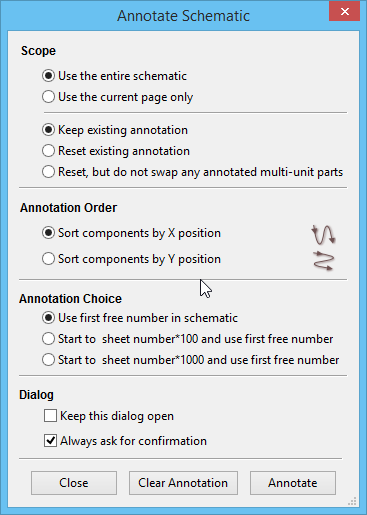 Annotate Schematic
Scope
Use the entire schematic
Use the current page only
Keep existing annotation
Reset existing annotation
Reset, but do not swap any annotated multi-unit parts
Annotation Order
Sort components by X position
Sort components by Y position
Annotation Choice
Use first free number in schematic
Start to  sheet number*100 and use first free number
Start to  sheet number*1000 and use first free number
Dialog
Keep this dialog open
Always ask for confirmation
Close Clear Annotation Annotate